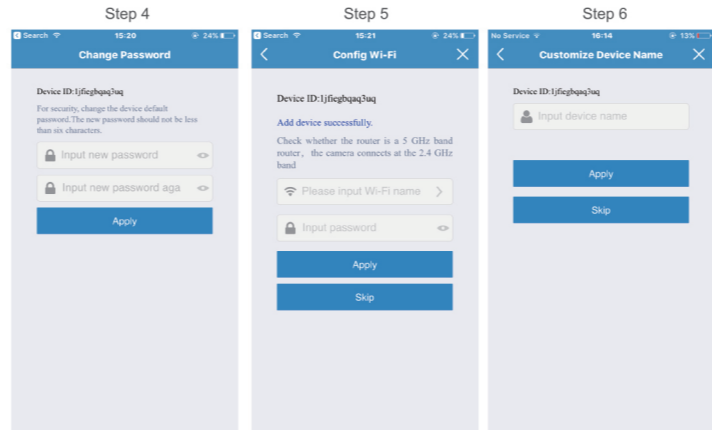 Step 4
Search 15:20 24%
Change Password
Device ID:1jfiegbqaq3uq
For security, change the device default
password.The new password should not be less
than six characters.
Input new password
Input new password aga
Apply
Step 5
Search 15:21 24%
Config Wi-Fi
Device ID:1jfiegbqaq3uq
Add device successfully.
Check whether the router is a 5 GHz band
router， the camera connects at the 2.4 GHz
band
Please input Wi-Fi name
Input password
Apply
Skip
Step 6
No Service 16:14 13%
Customize Device Name
Device ID:1jfiegbqaq3uq
Input device name
Apply
Skip